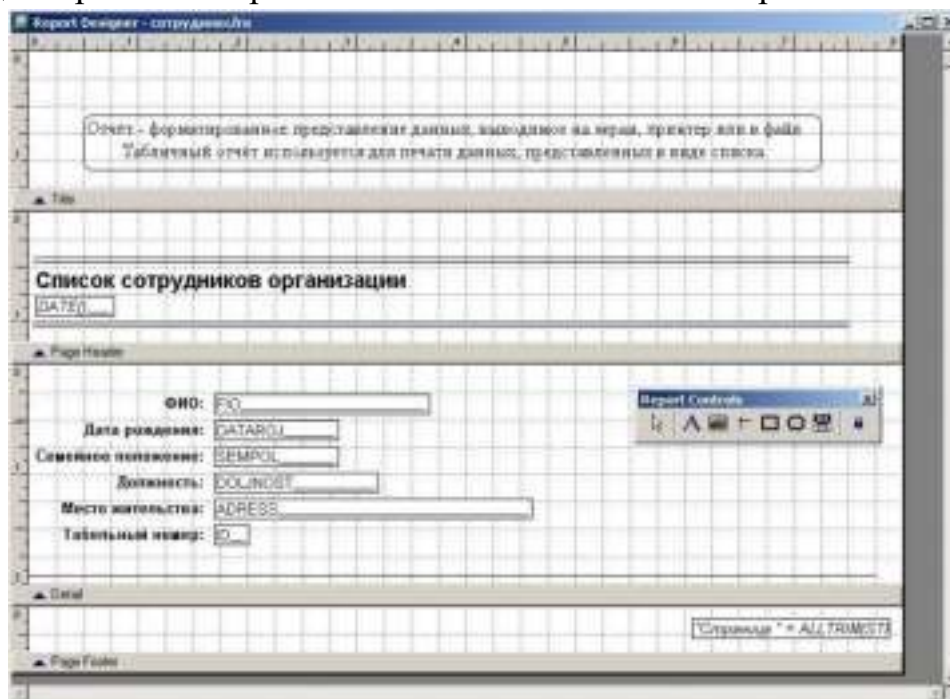 Report Designer - сотрудник.frx
Отчет - форматированное представление данных, выводимое на экран, принтер или в файл
Табличный отчёт используется для печати данных, представленных в виде списка.
Title
Список сотрудников организации
DATE()
Page Header
ФИО: FIO
Report Controls
Дата рождения: DATAROJ
Семейное положение: SEMPOL
Должность: DOLJNOST
Место жительства: ADRESS
Табельный номер: ID
Detail
"Страница " + ALLTRIM(STR
Page Footer